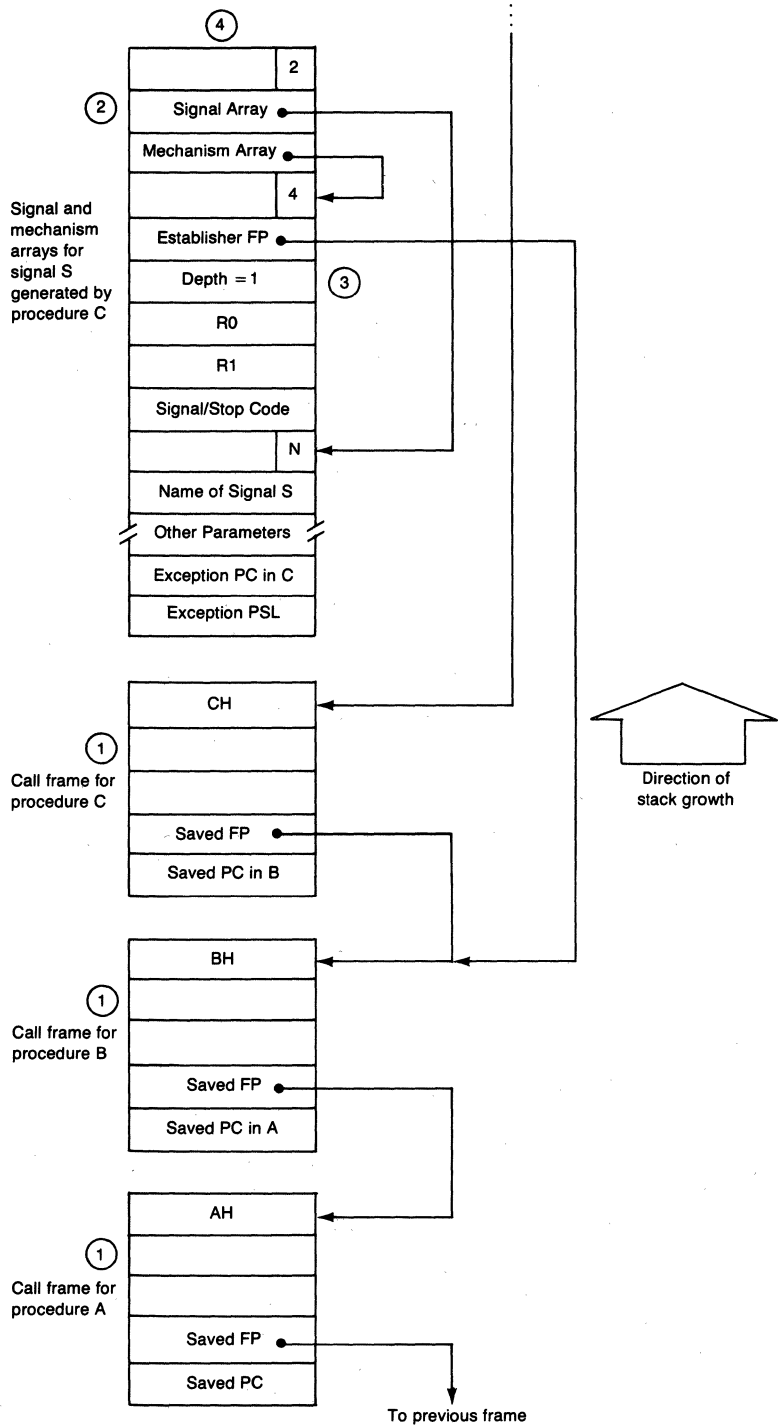 4
2
2
Signal Array
Mechanism Array
4
Signal and
mechanism
arrays for
signal S
generated by
procedure C
Establisher FP
Depth = 1
3
R0
R1
Signal/Stop Code
N
Name of Signal S
Other Parameters
Exception PC in C
Exception PSL
CH
1
Call frame for
procedure C
Saved FP
Saved PC in B
Direction of
stack growth
BH
1
Call frame for
procedure B
Saved FP
Saved PC in A
AH
1
Call frame for
procedure A
Saved FP
Saved PC
To previous frame